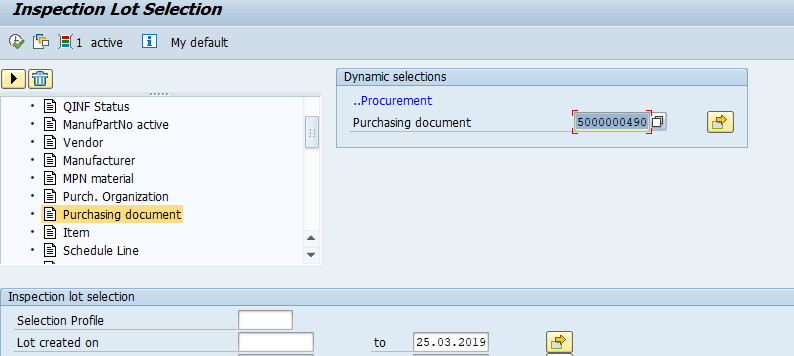 Inspection Lot Selection
1 active My default
Dynamic selections
..Procurement
Purchasing document 5000000490
QINF Status
ManufPartNo active
Vendor
Manufacturer
MPN material
Purch. Organization
Purchasing document
Item
Schedule Line
Inspection lot selection
Selection Profile
Lot created on to 25.03.2019